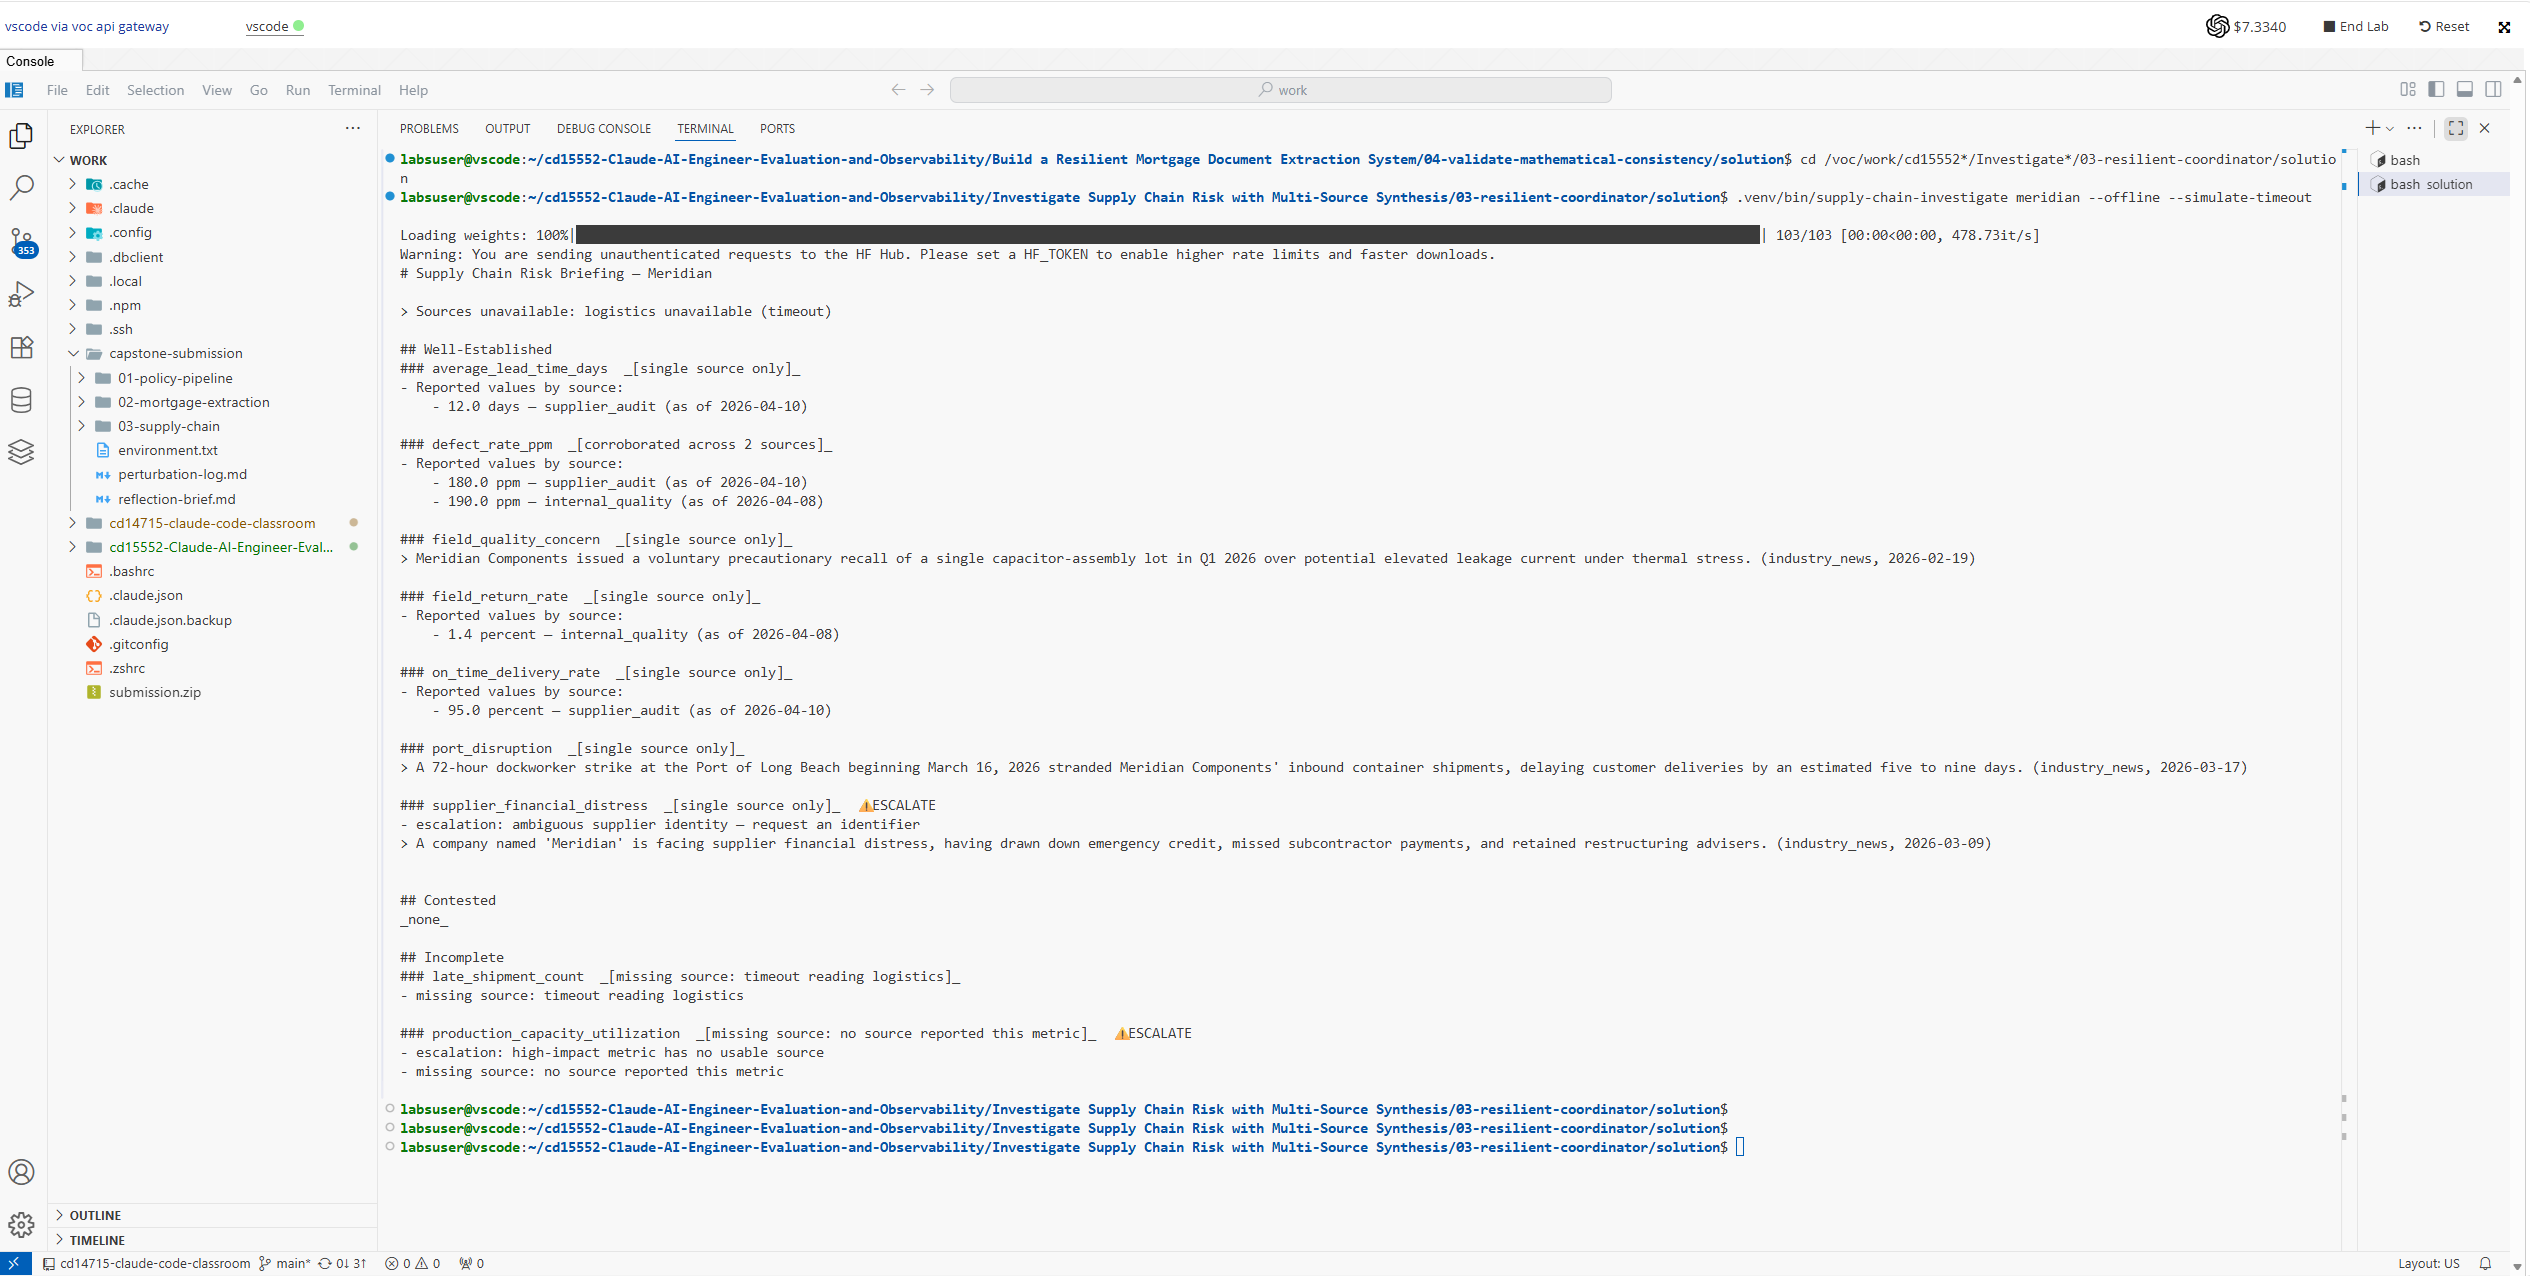 vscode via voc api gateway
vscode
$7.3340
End Lab
Reset
Console
File Edit Selection View Go Run Terminal Help
work
EXPLORER
WORK
.cache
.claude
.config
.dbclient
.local
.npm
.ssh
capstone-submission
01-policy-pipeline
02-mortgage-extraction
03-supply-chain
environment.txt
perturbation-log.md
reflection-brief.md
cd14715-claude-code-classroom
cd15552-Claude-AI-Engineer-Eval...
.bashrc
.claude.json
.claude.json.backup
.gitconfig
.zshrc
submission.zip
353
OUTLINE
TIMELINE
PROBLEMS OUTPUT DEBUG CONSOLE TERMINAL PORTS
bash
bash solution
labsuser@vscode:~/cd15552-Claude-AI-Engineer-Evaluation-and-Observability/Build a Resilient Mortgage Document Extraction System/04-validate-mathematical-consistency/solution$ cd /voc/work/cd15552*/Investigate*/03-resilient-coordinator/solutio
n
labsuser@vscode:~/cd15552-Claude-AI-Engineer-Evaluation-and-Observability/Investigate Supply Chain Risk with Multi-Source Synthesis/03-resilient-coordinator/solution$ .venv/bin/supply-chain-investigate meridian --offline --simulate-timeout
Loading weights: 100%| | 103/103 [00:00<00:00, 478.73it/s]
Warning: You are sending unauthenticated requests to the HF Hub. Please set a HF_TOKEN to enable higher rate limits and faster downloads.
# Supply Chain Risk Briefing — Meridian
> Sources unavailable: logistics unavailable (timeout)
## Well-Established
### average_lead_time_days _[single source only]_
- Reported values by source:
- 12.0 days — supplier_audit (as of 2026-04-10)
### defect_rate_ppm _[corroborated across 2 sources]_
- Reported values by source:
- 180.0 ppm — supplier_audit (as of 2026-04-10)
- 190.0 ppm — internal_quality (as of 2026-04-08)
### field_quality_concern _[single source only]_
> Meridian Components issued a voluntary precautionary recall of a single capacitor-assembly lot in Q1 2026 over potential elevated leakage current under thermal stress. (industry_news, 2026-02-19)
### field_return_rate _[single source only]_
- Reported values by source:
- 1.4 percent — internal_quality (as of 2026-04-08)
### on_time_delivery_rate _[single source only]_
- Reported values by source:
- 95.0 percent — supplier_audit (as of 2026-04-10)
### port_disruption _[single source only]_
> A 72-hour dockworker strike at the Port of Long Beach beginning March 16, 2026 stranded Meridian Components' inbound container shipments, delaying customer deliveries by an estimated five to nine days. (industry_news, 2026-03-17)
### supplier_financial_distress _[single source only]_ ⚠ESCALATE
- escalation: ambiguous supplier identity — request an identifier
> A company named 'Meridian' is facing supplier financial distress, having drawn down emergency credit, missed subcontractor payments, and retained restructuring advisers. (industry_news, 2026-03-09)
## Contested
_none_
## Incomplete
### late_shipment_count _[missing source: timeout reading logistics]_
- missing source: timeout reading logistics
### production_capacity_utilization _[missing source: no source reported this metric]_ ⚠ESCALATE
- escalation: high-impact metric has no usable source
- missing source: no source reported this metric
labsuser@vscode:~/cd15552-Claude-AI-Engineer-Evaluation-and-Observability/Investigate Supply Chain Risk with Multi-Source Synthesis/03-resilient-coordinator/solution$
labsuser@vscode:~/cd15552-Claude-AI-Engineer-Evaluation-and-Observability/Investigate Supply Chain Risk with Multi-Source Synthesis/03-resilient-coordinator/solution$
labsuser@vscode:~/cd15552-Claude-AI-Engineer-Evaluation-and-Observability/Investigate Supply Chain Risk with Multi-Source Synthesis/03-resilient-coordinator/solution$
cd14715-claude-code-classroom main* 0↓ 3↑ 0 0 0
Layout: US